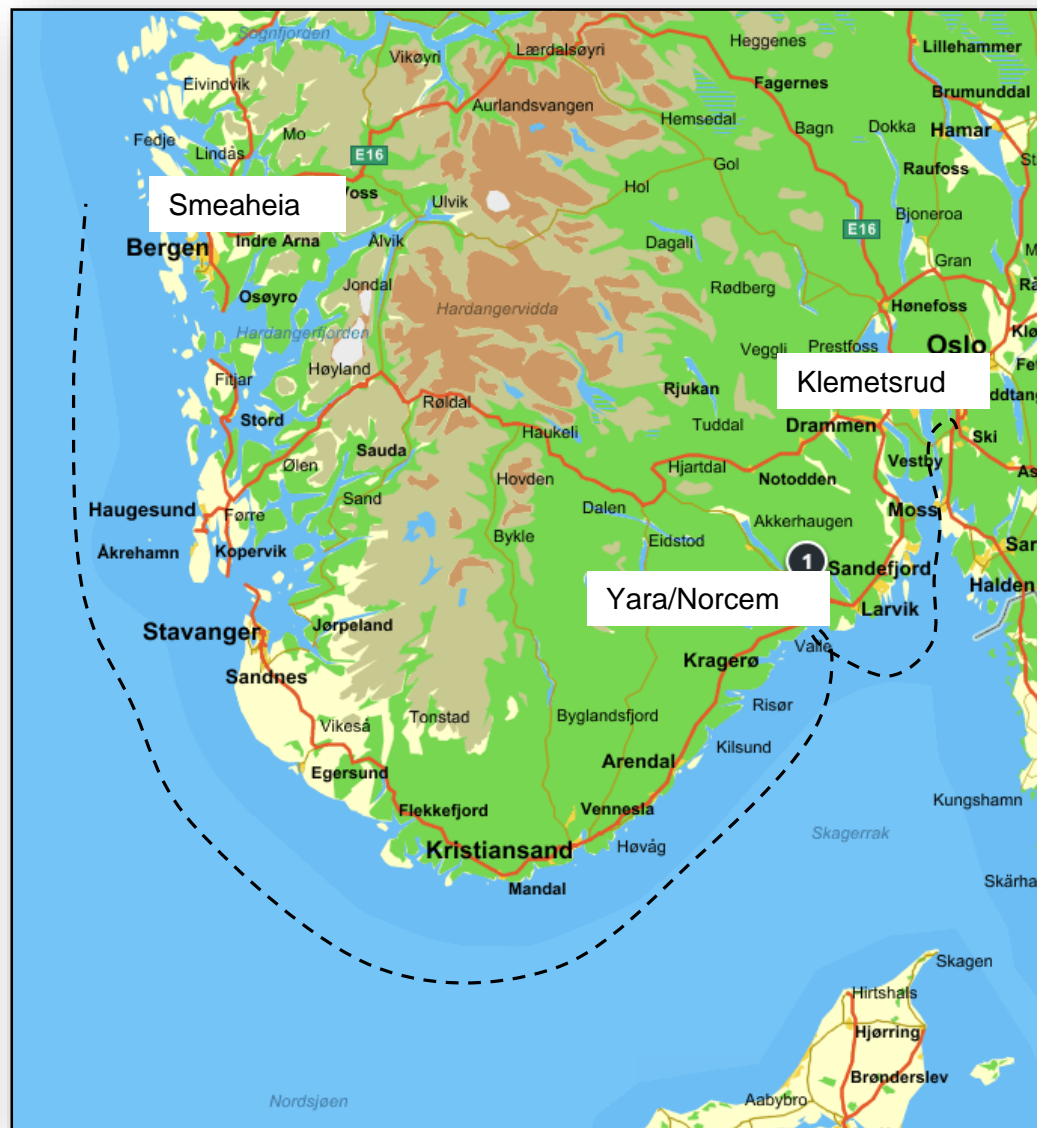 Sognfjorden
Vikøyri
Lærdalsøyri
Heggenes
Lillehammer
Eivindvik
Aurlandsvangen
Fagernes
Brumunddal
Fedje
Mo
Hemsedal
Bagn
Dokka
Hamar
Lindås
E16
Gol
Raufoss
Smeaheia
Voss
Ulvik
Hol
Bjoneroa
Bergen
Indre Arna
Ålvik
Dagali
E16
Gran
Osøyro
Jondal
Hardangervidda
Rødberg
Hønefoss
Hardangerfjorden
Veggli
Prestfoss
Oslo
Fitjar
Høyland
Rjukan
Klemetsrud
Stord
Røldal
Haukeli
Tuddal
Drammen
Ski
Ølen
Sauda
Hovden
Hjartdal
Notodden
Vestby
Haugesund
Førre
Sand
Dalen
Akkerhaugen
Moss
Åkrehamn
Kopervik
Bykle
Eidstod
1
Sandefjord
Halden
Yara/Norcem
Larvik
Stavanger
Jørpeland
Valle
Sandnes
Kragerø
Vikeså
Tonstad
Byglandsfjord
Risør
Egersund
Arendal
Kilsund
Flekkefjord
Vennesla
Kungshamn
Kristiansand
Høvåg
Skagerrak
Mandal
Skagen
Hirtshals
Hjørring
Brønderslev
Nordsjøen
Aabybro